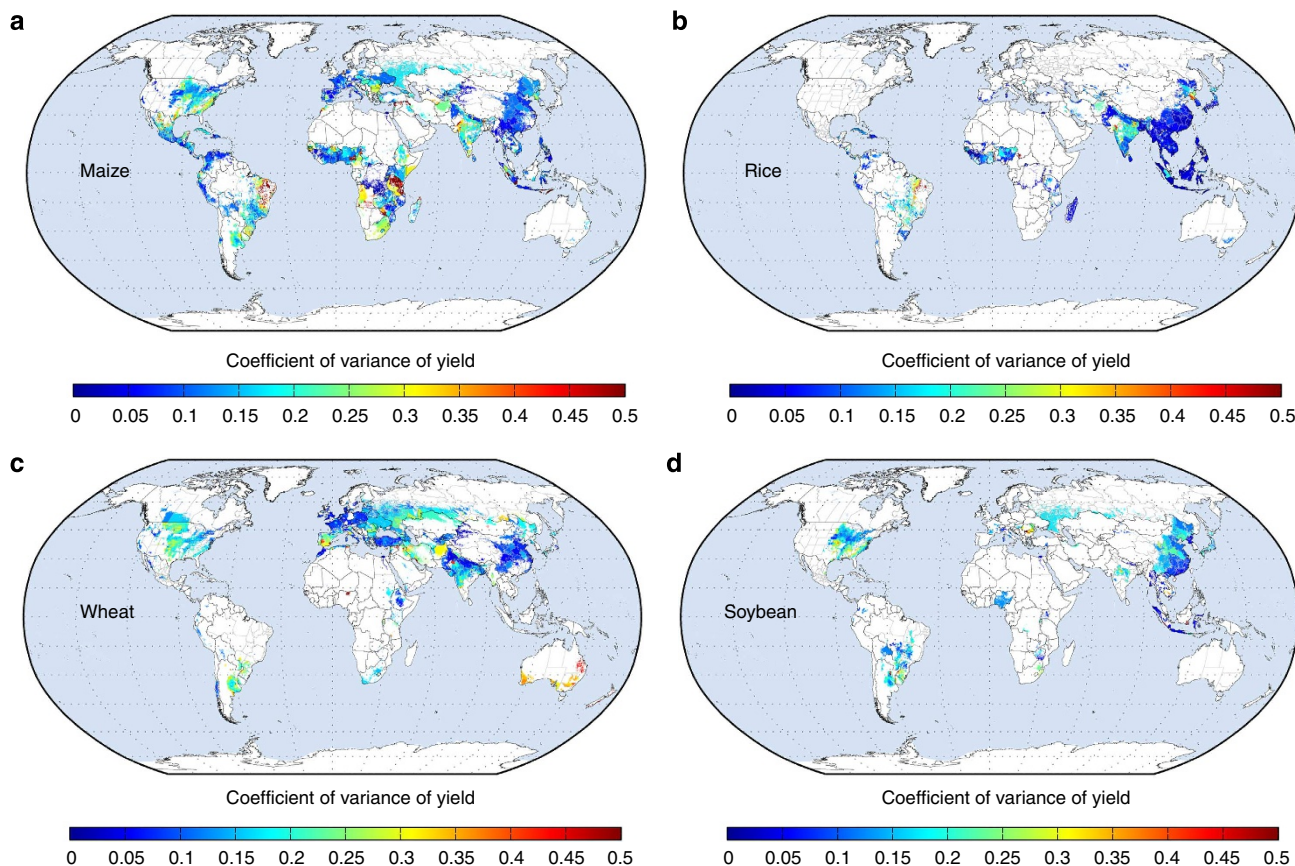 a
b
Maize
Rice
Coefficient of variance of yield
Coefficient of variance of yield
0 0.05 0.1 0.15 0.2 0.25 0.3 0.35 0.4 0.45 0.5
0 0.05 0.1 0.15 0.2 0.25 0.3 0.35 0.4 0.45 0.5
c
d
Wheat
Soybean
Coefficient of variance of yield
Coefficient of variance of yield
0 0.05 0.1 0.15 0.2 0.25 0.3 0.35 0.4 0.45 0.5
0 0.05 0.1 0.15 0.2 0.25 0.3 0.35 0.4 0.45 0.5